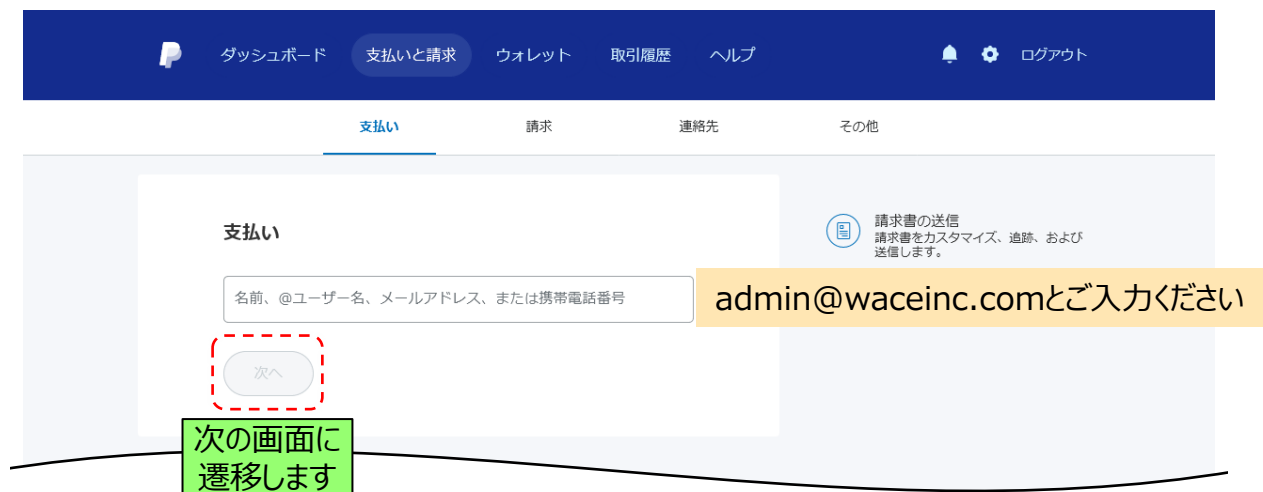 ダッシュボード 支払いと請求 ウォレット 取引履歴 ヘルプ ログアウト
支払い 請求 連絡先 その他
支払い
名前、@ユーザー名、メールアドレス、または携帯電話番号
admin@waceinc.comとご入力ください
次へ
次の画面に
遷移します
請求書の送信
請求書をカスタマイズ、追跡、および
送信します。